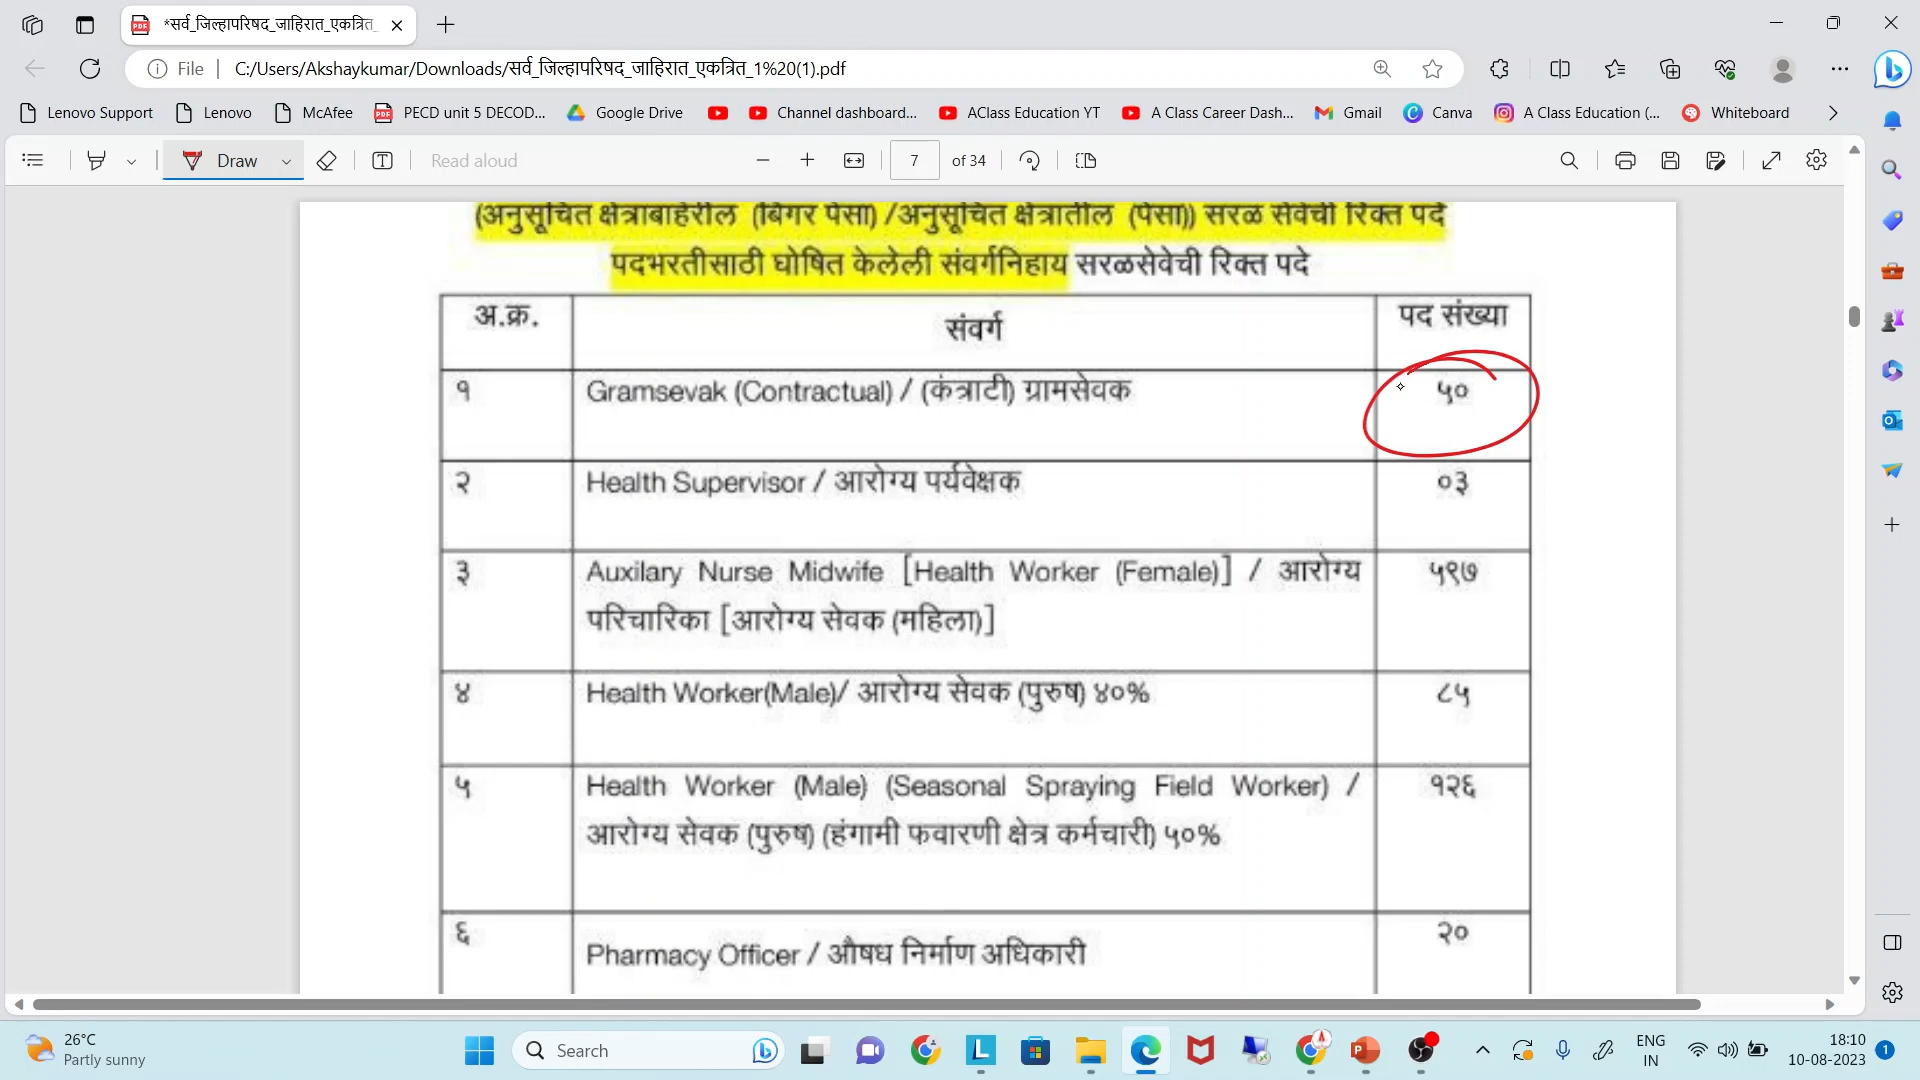 *सर्व_जिल्हापरिषद_जाहिरात_एकत्रित_
File
C:/Users/Akshaykumar/Downloads/सर्व_जिल्हापरिषद_जाहिरात_एकत्रित_1%20(1).pdf
Lenovo Support
Lenovo
McAfee
PECD unit 5 DECOD...
Google Drive
Channel dashboard...
AClass Education YT
A Class Career Dash...
Gmail
Canva
A Class Education (...
Whiteboard
Draw
Read aloud
7 of 34
(अनुसूचित क्षेत्राबाहेरील (बिगर पेसा) /अनुसूचित क्षेत्रातील (पेसा)) सरळ सेवेची रिक्त पदे
पदभरतीसाठी घोषित केलेली संवर्गनिहाय सरळसेवेची रिक्त पदे
अ.क्र. संवर्ग पद संख्या
१ Gramsevak (Contractual) / (कंत्राटी) ग्रामसेवक ५०
२ Health Supervisor / आरोग्य पर्यवेक्षक ०३
३ Auxilary Nurse Midwife [Health Worker (Female)] / आरोग्य ५९७
परिचारिका [आरोग्य सेवक (महिला)]
४ Health Worker(Male)/ आरोग्य सेवक (पुरुष) ४०% ८५
५ Health Worker (Male) (Seasonal Spraying Field Worker) / १२६
आरोग्य सेवक (पुरुष) (हंगामी फवारणी क्षेत्र कर्मचारी) ५०%
६ Pharmacy Officer / औषध निर्माण अधिकारी २०
26°C
Partly sunny
Search
ENG
IN
18:10
10-08-2023
1